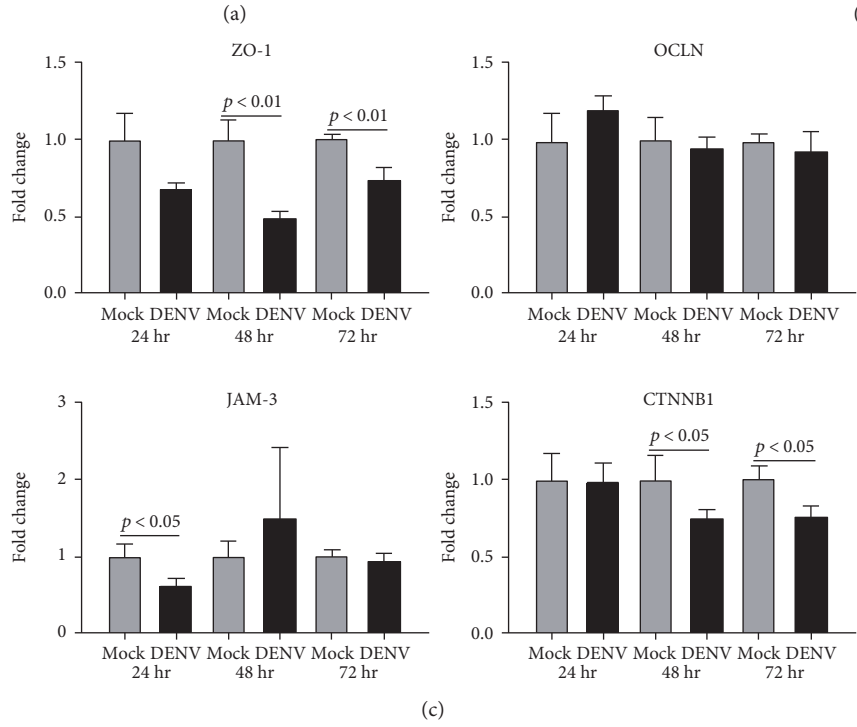 (a)
(
ZO-1
Fold change
1.5
1.0
0.5
0.0
p < 0.01
p < 0.01
Mock DENV Mock DENV Mock DENV
24 hr 48 hr 72 hr
OCLN
Fold change
1.5
1.0
0.5
0.0
Mock DENV Mock DENV Mock DENV
24 hr 48 hr 72 hr
JAM-3
Fold change
3
2
1
0
p < 0.05
Mock DENV Mock DENV Mock DENV
24 hr 48 hr 72 hr
CTNNB1
Fold change
1.5
1.0
0.5
0.0
p < 0.05
p < 0.05
Mock DENV Mock DENV Mock DENV
24 hr 48 hr 72 hr
(c)